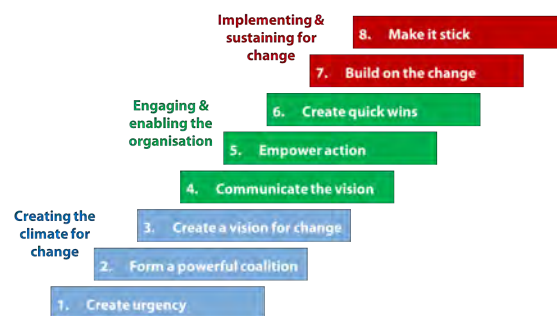 Implementing &
sustaining for
change
8. Make it stick
7. Build on the change
Engaging &
enabling the
organisation
6. Create quick wins
5. Empower action
4. Communicate the vision
Creating the
climate for
change
3. Create a vision for change
2. Form a powerful coalition
1. Create urgency